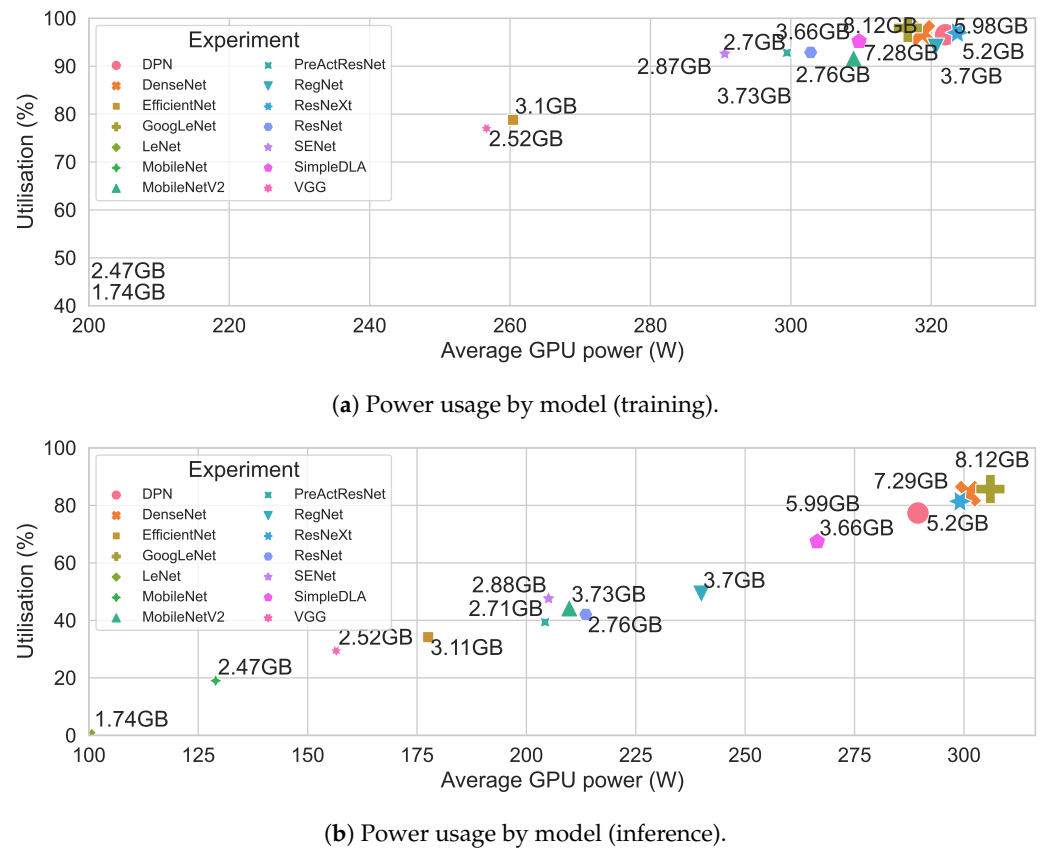 100
90
80
70
60
50
40
Utilisation (%)
Experiment
DPN
DenseNet
EfficientNet
GoogLeNet
LeNet
MobileNet
MobileNetV2
PreActResNet
RegNet
ResNeXt
ResNet
SENet
SimpleDLA
VGG
8.12GB
5.98GB
3.66GB
2.7GB
7.28GB
5.2GB
2.87GB
2.76GB
3.7GB
3.73GB
3.1GB
2.52GB
2.47GB
1.74GB
200
220
240
260
280
300
320
Average GPU power (W)
(a) Power usage by model (training).
100
80
60
40
20
0
Utilisation (%)
Experiment
DPN
DenseNet
EfficientNet
GoogLeNet
LeNet
MobileNet
MobileNetV2
PreActResNet
RegNet
ResNeXt
ResNet
SENet
SimpleDLA
VGG
8.12GB
7.29GB
5.99GB
5.2GB
3.66GB
3.7GB
2.88GB
3.73GB
2.71GB
2.76GB
2.52GB
3.11GB
2.47GB
1.74GB
100
125
150
175
200
225
250
275
300
Average GPU power (W)
(b) Power usage by model (inference).